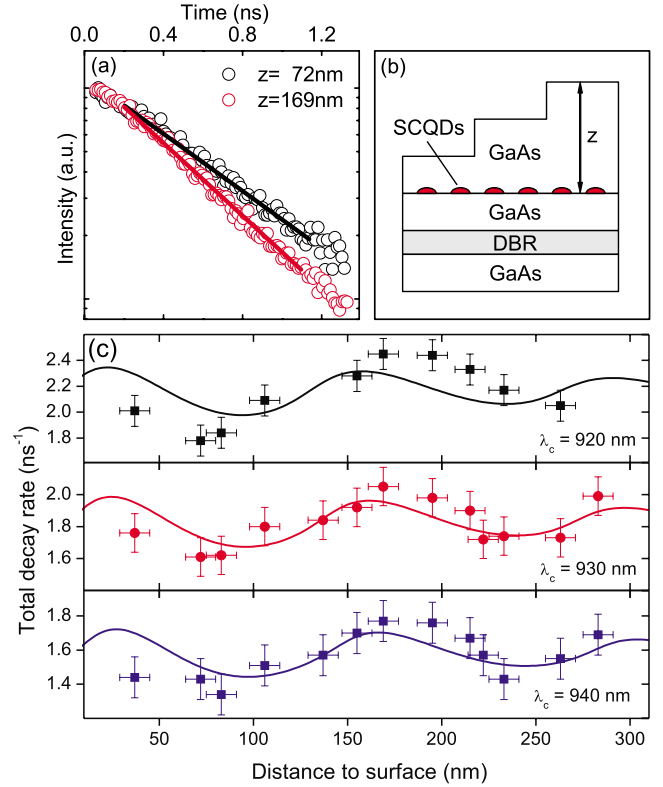 Time (ns)
0.0 0.4 0.8 1.2
(a)
z= 72nm
z=169nm
Intensity (a.u.)
(b)
SCQDs
GaAs
z
GaAs
DBR
GaAs
(c)
2.4
2.2
2.0
1.8
λc = 920 nm
2.0
1.8
1.6
λc = 930 nm
1.8
1.6
1.4
λc = 940 nm
Total decay rate (ns⁻¹)
50 100 150 200 250 300
Distance to surface (nm)